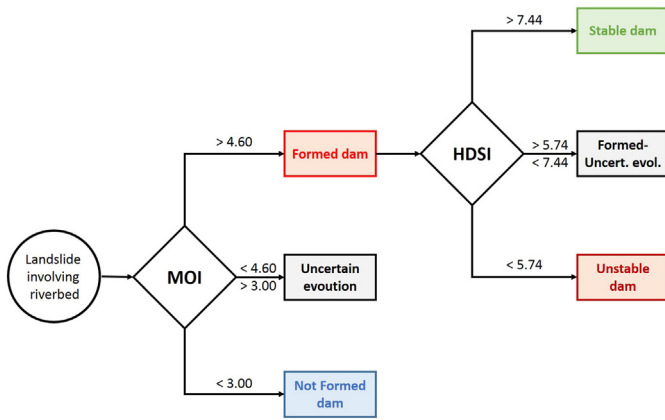 > 7.44
Stable dam
> 4.60
Formed dam
HDSI
> 5.74
< 7.44
Formed-
Uncert. evol.
Landslide
involving
riverbed
MOI
< 4.60
> 3.00
Uncertain
evoution
< 5.74
Unstable
dam
< 3.00
Not Formed
dam